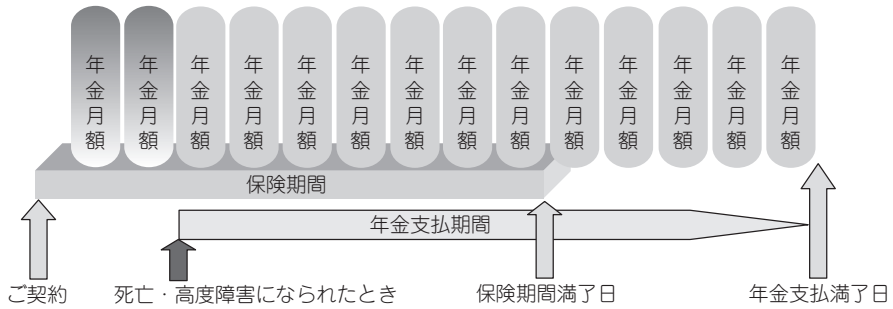 年金月額 年金月額 年金月額 年金月額 年金月額 年金月額 年金月額 年金月額 年金月額 年金月額 年金月額 年金月額 年金月額 年金月額
保険期間
年金支払期間
ご契約 死亡・高度障害になられたとき 保険期間満了日 年金支払満了日